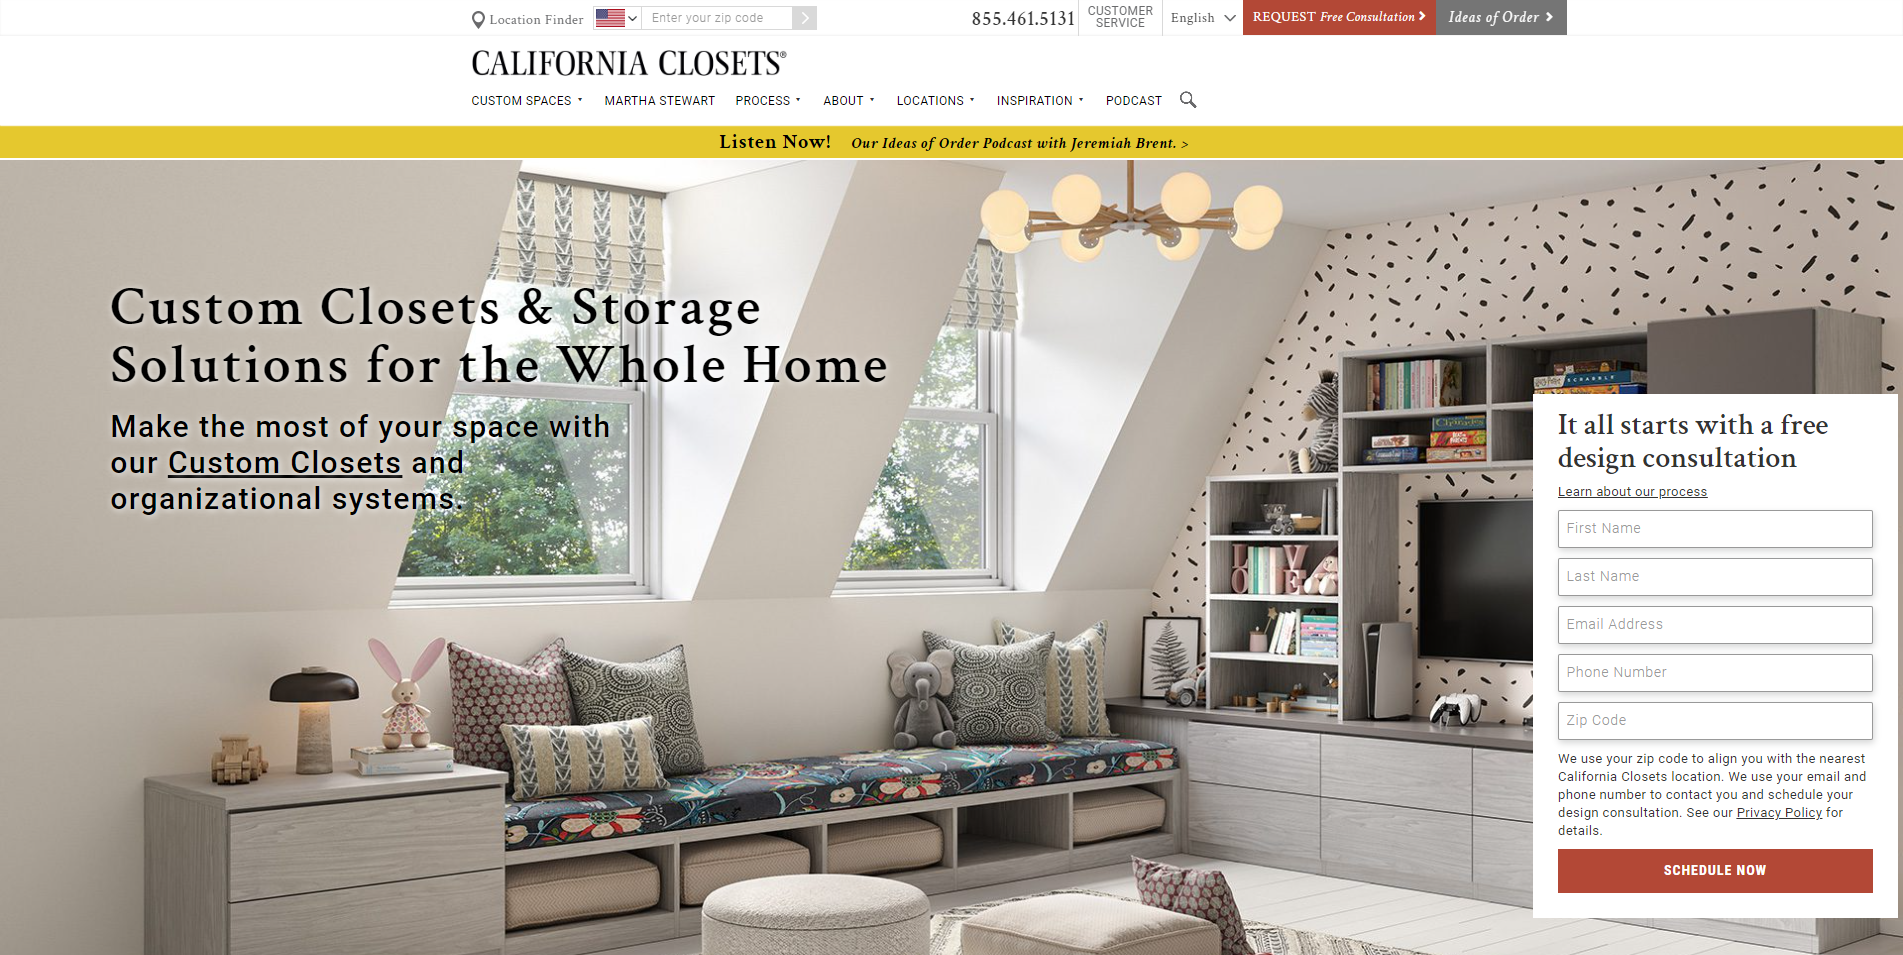 Location Finder
Enter your zip code
855.461.5131
CUSTOMER
SERVICE
English
REQUEST Free Consultation
Ideas of Order
CALIFORNIA CLOSETS®
CUSTOM SPACES
MARTHA STEWART
PROCESS
ABOUT
LOCATIONS
INSPIRATION
PODCAST
Listen Now! Our Ideas of Order Podcast with Jeremiah Brent. >
Custom Closets & Storage
Solutions for the Whole Home
Make the most of your space with
our Custom Closets and
organizational systems.
SCRABBLE
LOVE
It all starts with a free
design consultation
Learn about our process
First Name
Last Name
Email Address
Phone Number
Zip Code
We use your zip code to align you with the nearest
California Closets location. We use your email and
phone number to contact you and schedule your
design consultation. See our Privacy Policy for
details.
SCHEDULE NOW